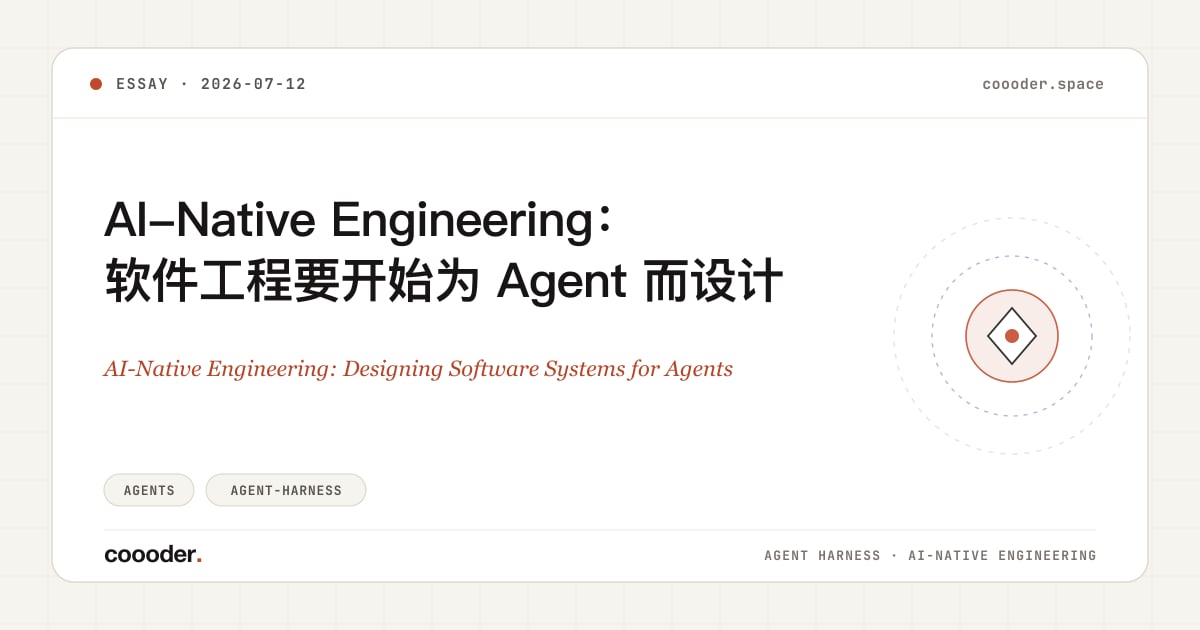 ESSAY · 2026-07-12
coooder.space
AI–Native Engineering：
软件工程要开始为 Agent 而设计
AI-Native Engineering: Designing Software Systems for Agents
AGENTS
AGENT-HARNESS
coooder.
AGENT HARNESS · AI-NATIVE ENGINEERING